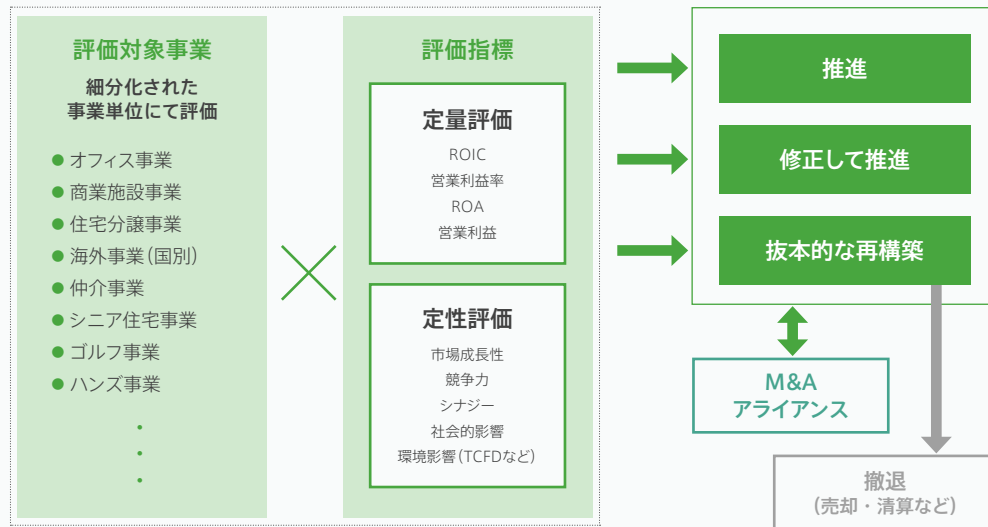 評価対象事業
細分化された
事業単位にて評価
● オフィス事業
● 商業施設事業
● 住宅分譲事業
● 海外事業(国別)
● 仲介事業
● シニア住宅事業
● ゴルフ事業
● ハンズ事業
・
・
・
評価指標
定量評価
ROIC
営業利益率
ROA
営業利益
定性評価
市場成長性
競争力
シナジー
社会的影響
環境影響(TCFDなど)
推進
修正して推進
抜本的な再構築
M&A
アライアンス
撤退
(売却・清算など)